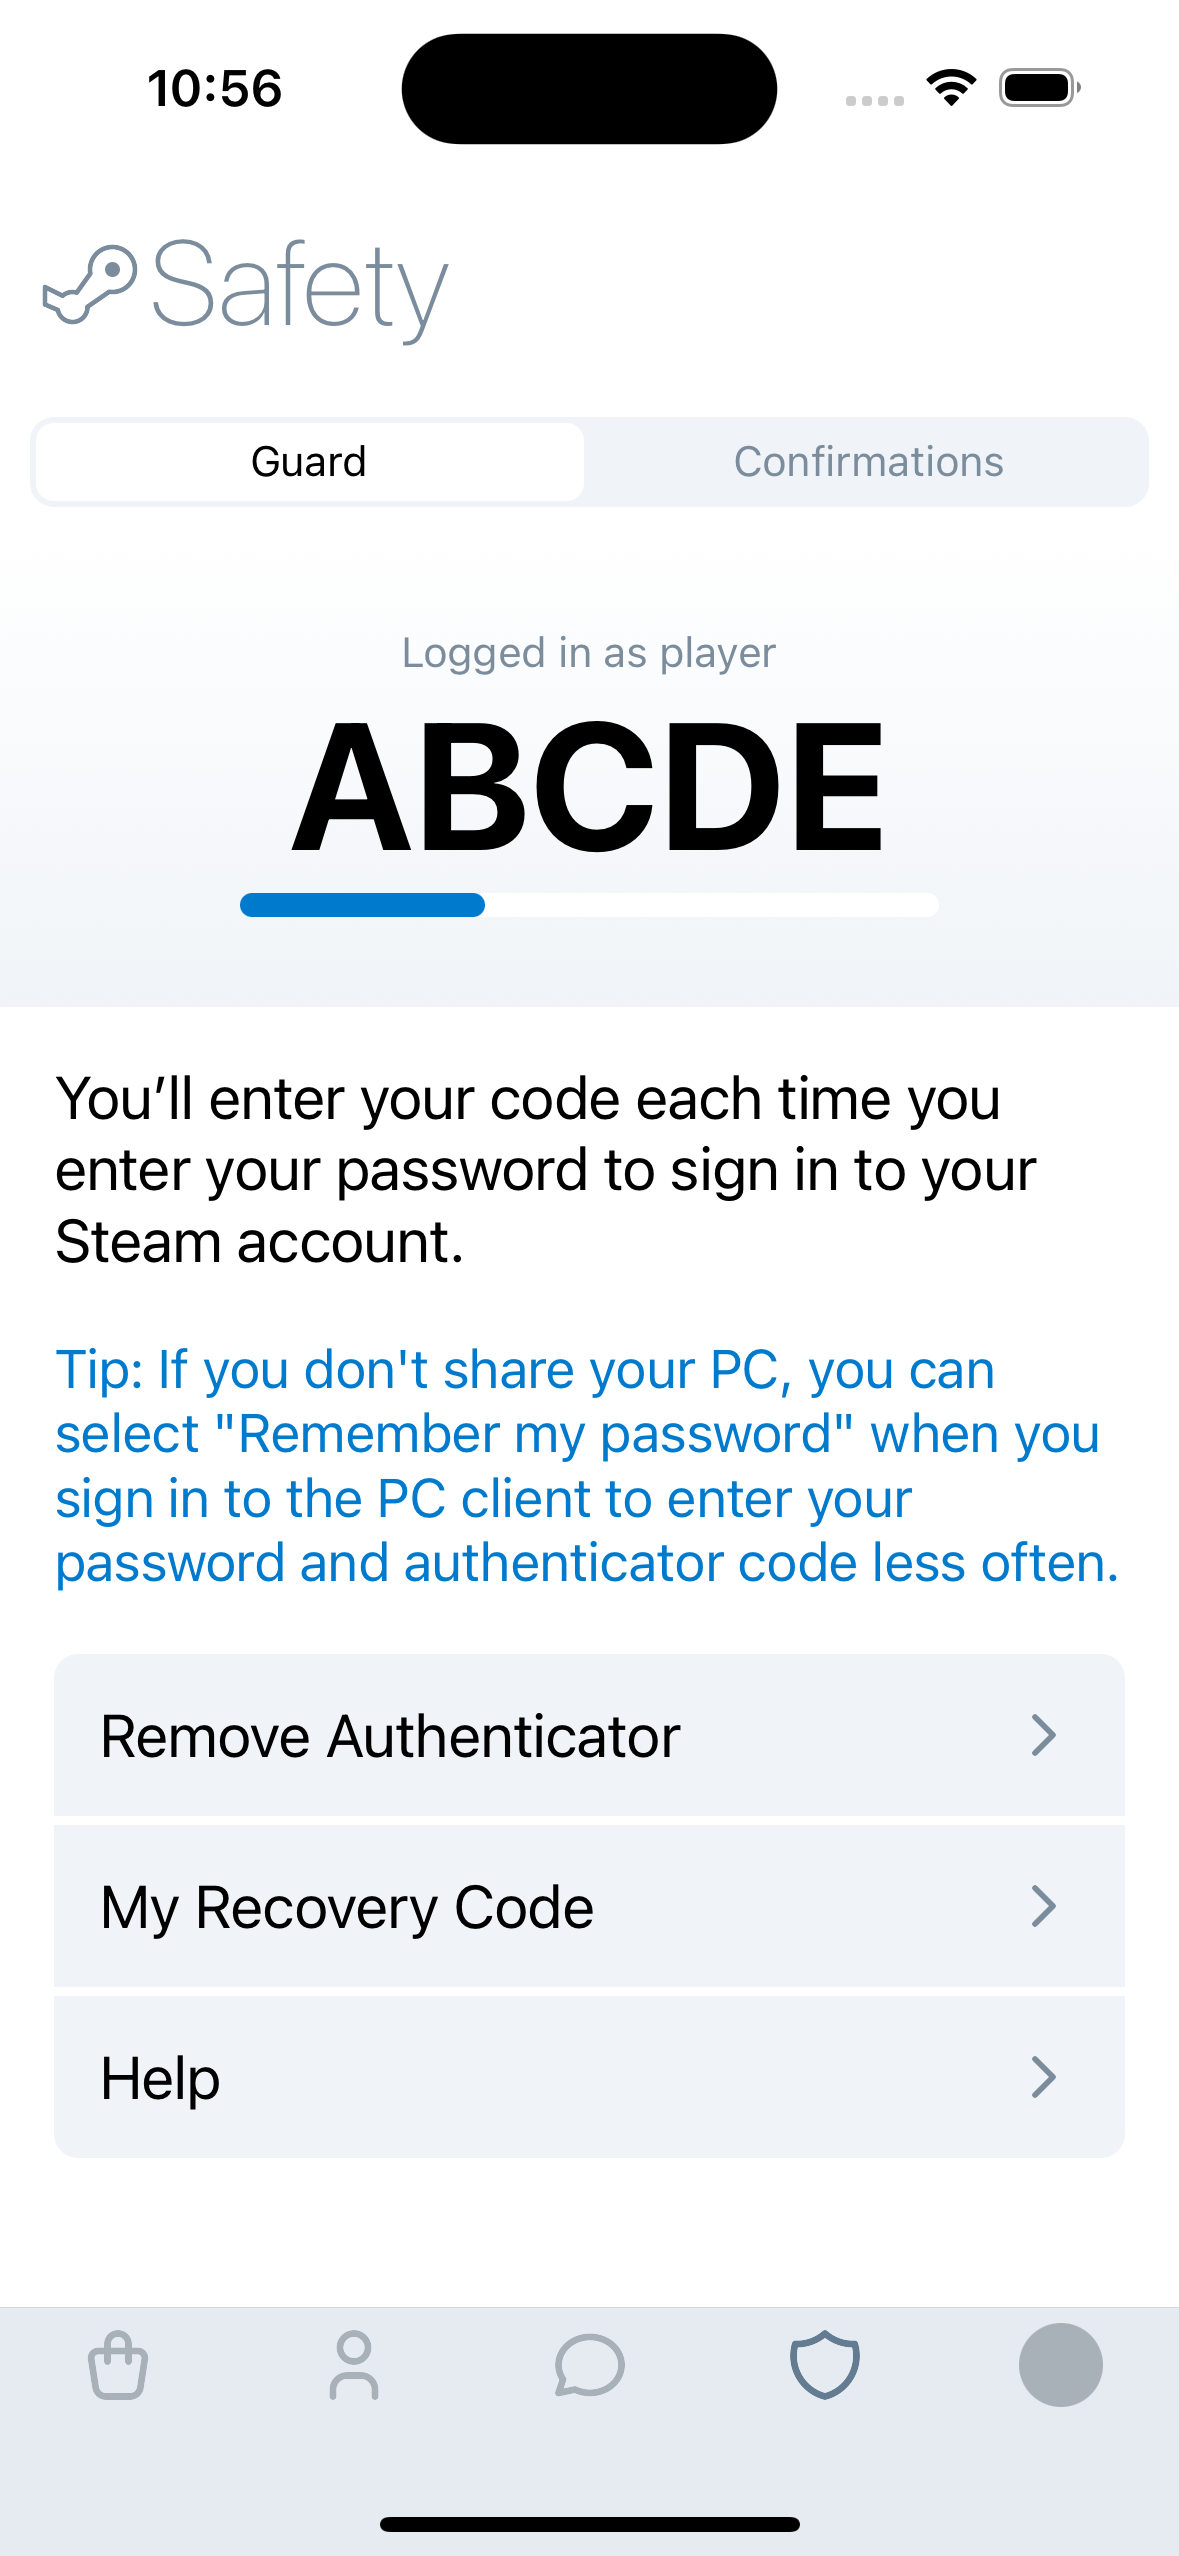 10:56
Safety
Guard
Confirmations
Logged in as player
ABCDE
You’ll enter your code each time you
enter your password to sign in to your
Steam account.
Tip: If you don't share your PC, you can
select "Remember my password" when you
sign in to the PC client to enter your
password and authenticator code less often.
Remove Authenticator
My Recovery Code
Help